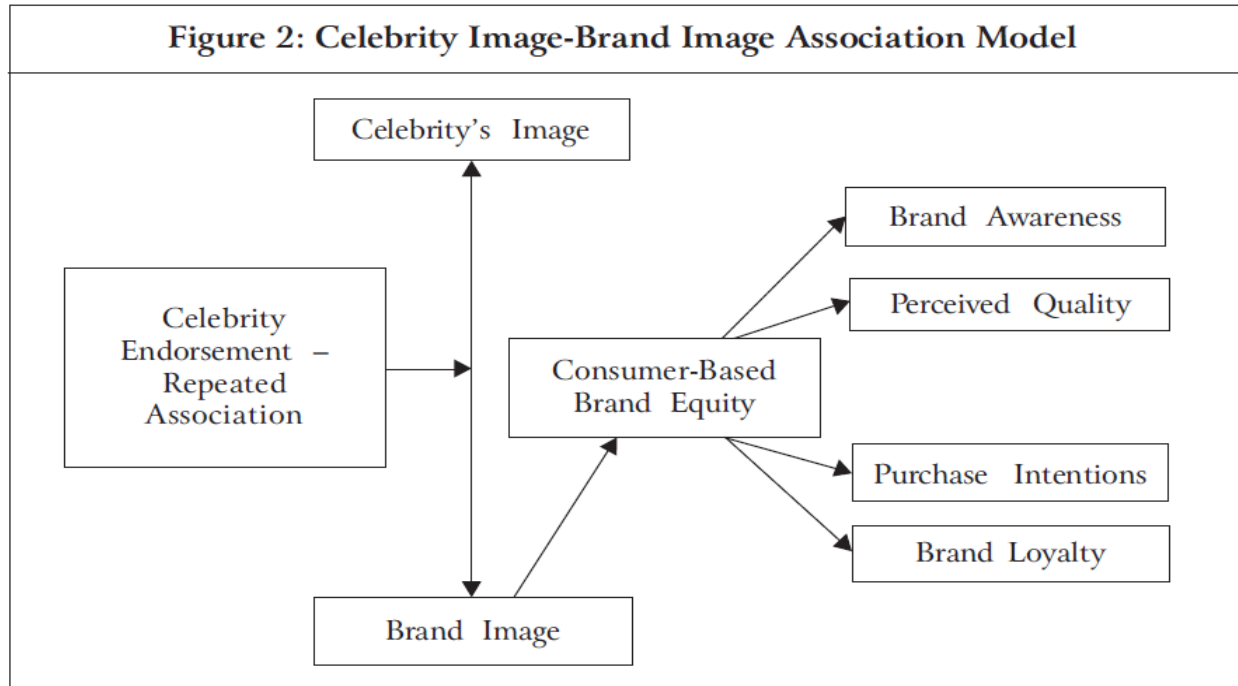 Figure 2: Celebrity Image-Brand Image Association Model
Celebrity's Image
Brand Awareness
Celebrity
Endorsement –
Repeated
Association
Perceived Quality
Consumer-Based
Brand Equity
Purchase Intentions
Brand Loyalty
Brand Image